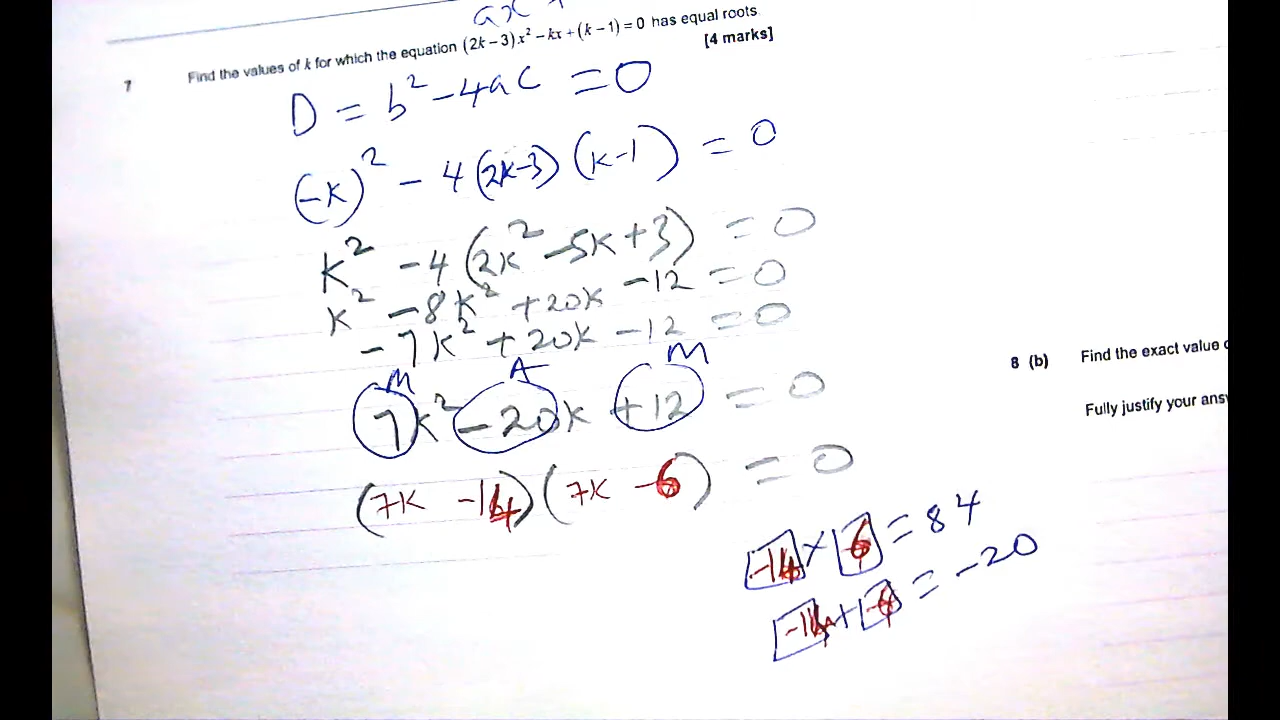 ax
7 Find the values of k for which the equation (2k – 3)x² – kx + (k – 1) = 0 has equal roots
[4 marks]
D = b² – 4ac = 0
(–k)² – 4(2k–3)(k–1) = 0
k² – 4(2k² – 5k + 3) = 0
k² – 8k² + 20k – 12 = 0
– 7k² + 20k – 12 = 0
M A M
7k² – 20k + 12 = 0
(7k – 14)(7k – 6) = 0
-14 × 6 = 84
-14 + -6 = -20
8 (b) Find the exact value
Fully justify your